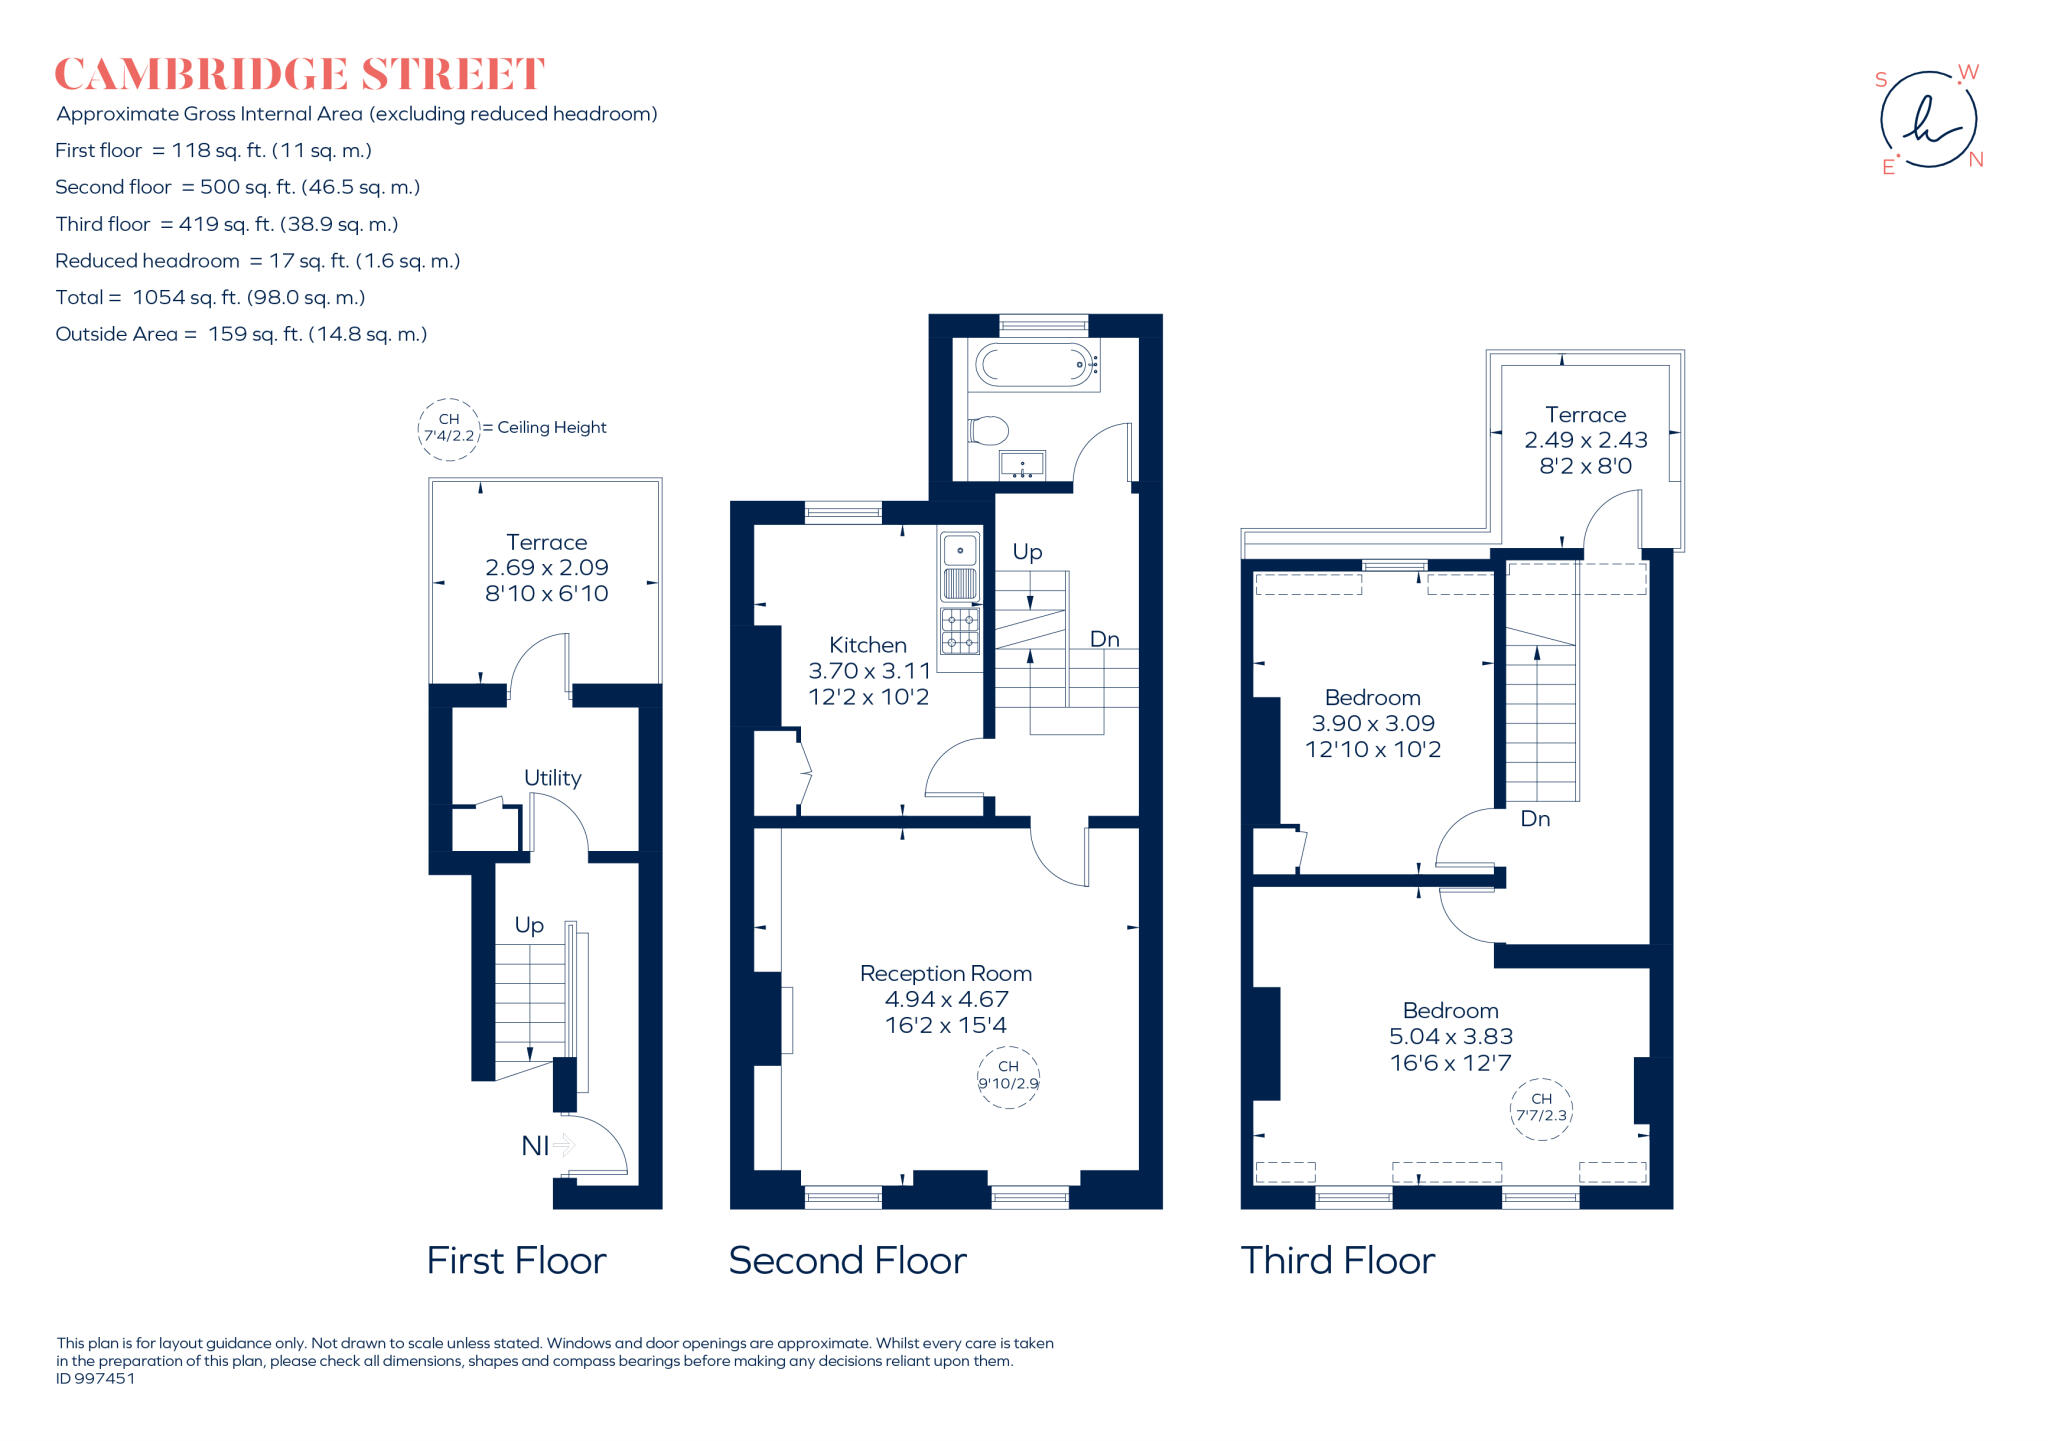 CAMBRIDGE STREET
Approximate Gross Internal Area (excluding reduced headroom)
First floor = 118 sq. ft. (11 sq. m.)
Second floor = 500 sq. ft. (46.5 sq. m.)
Third floor = 419 sq. ft. (38.9 sq. m.)
Reduced headroom = 17 sq. ft. (1.6 sq. m.)
Total = 1054 sq. ft. (98.0 sq. m.)
Outside Area = 159 sq. ft. (14.8 sq. m.)
S
W
E
N
h
CH
7'4/2.2
= Ceiling Height
Terrace
2.69 x 2.09
8'10 x 6'10
Utility
Up
NI
First Floor
Up
Dn
Kitchen
3.70 x 3.11
12'2 x 10'2
Reception Room
4.94 x 4.67
16'2 x 15'4
CH
9'10/2.9
Second Floor
Terrace
2.49 x 2.43
8'2 x 8'0
Bedroom
3.90 x 3.09
12'10 x 10'2
Dn
Bedroom
5.04 x 3.83
16'6 x 12'7
CH
7'7/2.3
Third Floor
This plan is for layout guidance only. Not drawn to scale unless stated. Windows and door openings are approximate. Whilst every care is taken
in the preparation of this plan, please check all dimensions, shapes and compass bearings before making any decisions reliant upon them.
ID 997451